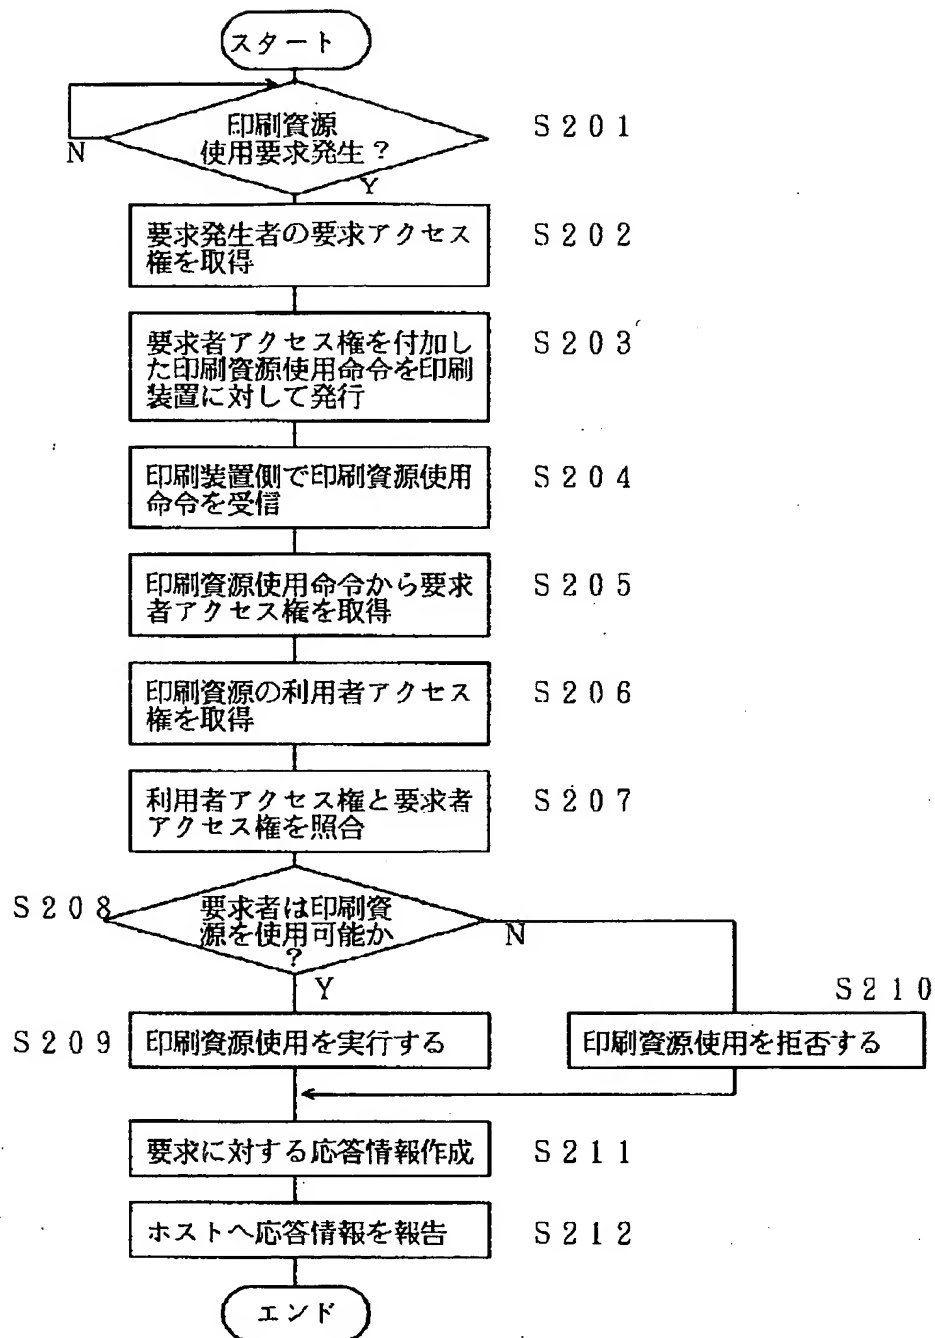 スタート
印刷資源
使用要求発生?
S201
N
Y
要求発生者の要求アクセス
権を取得
S202
要求者アクセス権を付加し
た印刷資源使用命令を印刷
装置に対して発行
S203
印刷装置側で印刷資源使用
命令を受信
S204
印刷資源使用命令から要求
者アクセス権を取得
S205
印刷資源の利用者アクセス
権を取得
S206
利用者アクセス権と要求者
アクセス権を照合
S207
S208
要求者は印刷資
源を使用可能か
?
N
Y
S210
S209
印刷資源使用を実行する
印刷資源使用を拒否する
要求に対する応答情報作成
S211
ホストへ応答情報を報告
S212
エンド